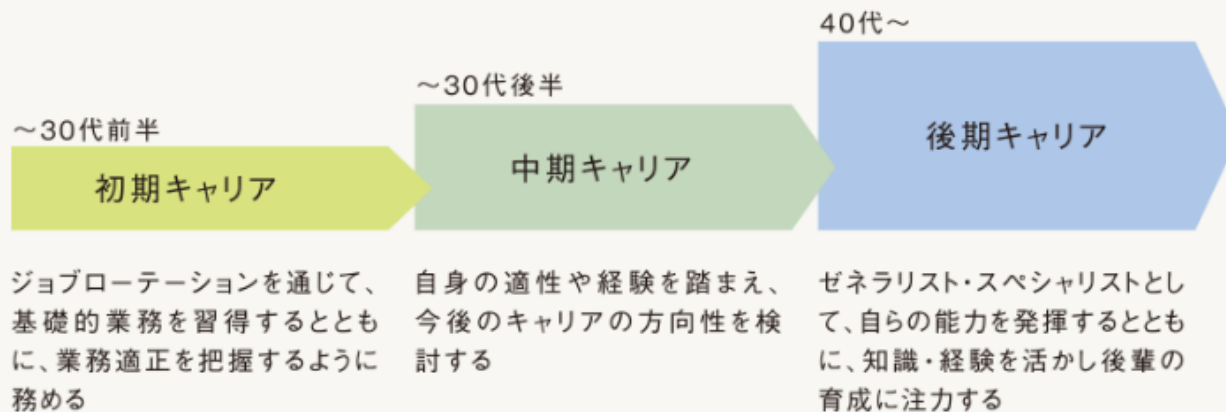 ~30代前半
初期キャリア
ジョブローテーションを通じて、
基礎的業務を習得するととも
に、業務適正を把握するように
務める
~30代後半
中期キャリア
自身の適性や経験を踏まえ、
今後のキャリアの方向性を検
討する
40代~
後期キャリア
ゼネラリスト・スペシャリストとし
て、自らの能力を発揮するととも
に、知識・経験を活かし後輩の
育成に注力する